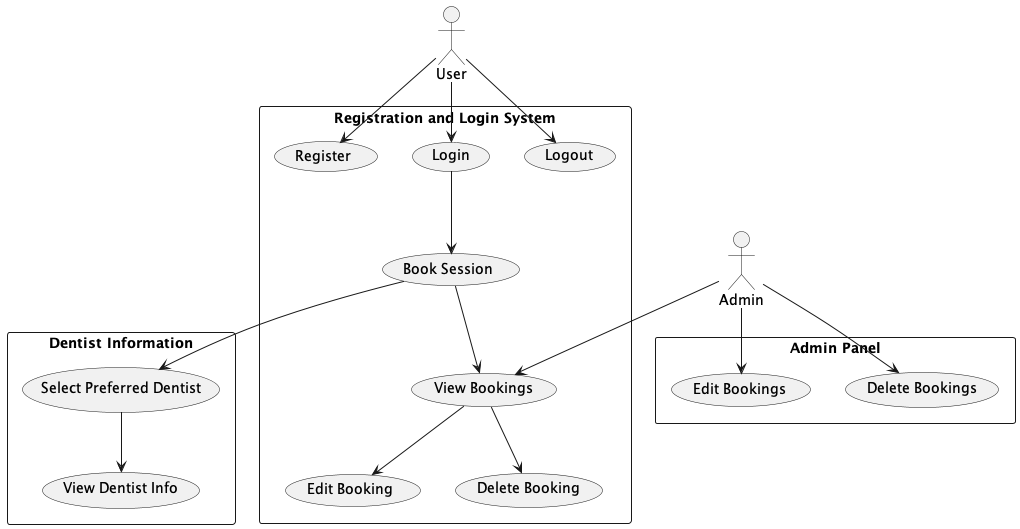 User
Registration and Login System
Register
Login
Logout
Book Session
Admin
Dentist Information
Admin Panel
Select Preferred Dentist
View Bookings
Edit Bookings
Delete Bookings
View Dentist Info
Edit Booking
Delete Booking